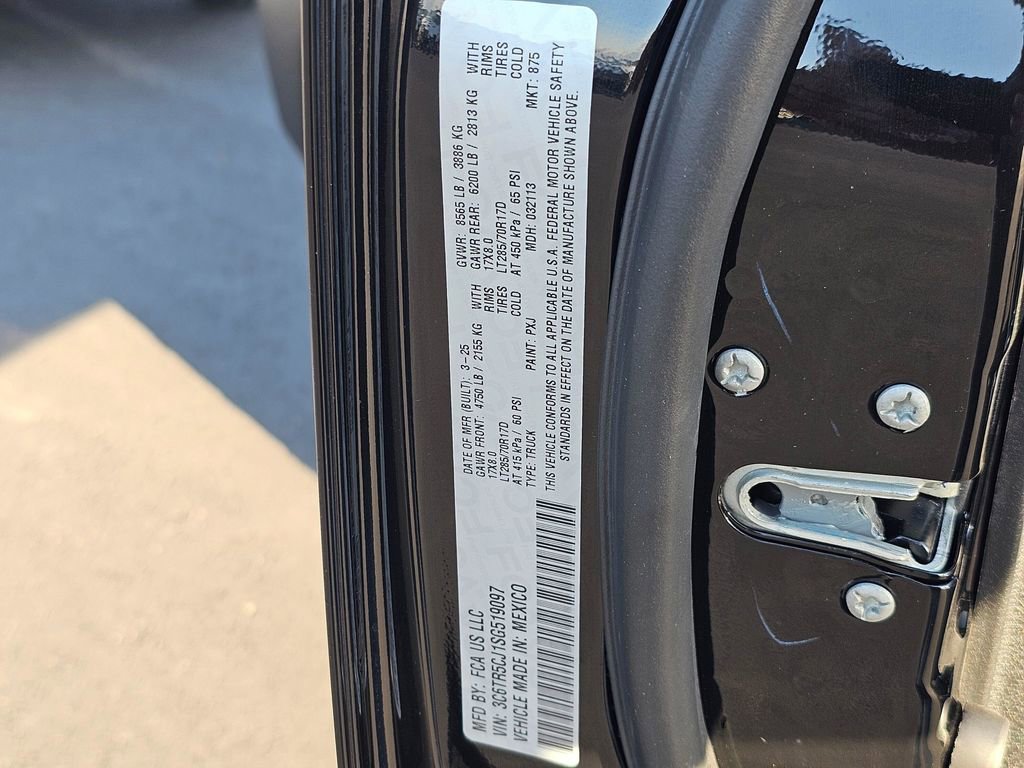 MFD BY: FCA US LLC
VIN: 3C6TR5CJ1SG519097
VEHICLE MADE IN: MEXICO
DATE OF MFR (BUILT): 3-25
GAWR FRONT: 4750 LB / 2155 KG WITH
17X8.0 RIMS
LT285/70R17D TIRES
AT 415 kPa / 60 PSI COLD
TYPE: TRUCK PAINT: PXJ
GVWR: 8565 LB / 3886 KG
GAWR REAR: 6200 LB / 2813 KG WITH
17X8.0 RIMS
LT285/70R17D TIRES
AT 450 kPa / 65 PSI COLD
MDH: 032113 MKT: 875
THIS VEHICLE CONFORMS TO ALL APPLICABLE U.S.A. FEDERAL MOTOR VEHICLE SAFETY
STANDARDS IN EFFECT ON THE DATE OF MANUFACTURE SHOWN ABOVE.